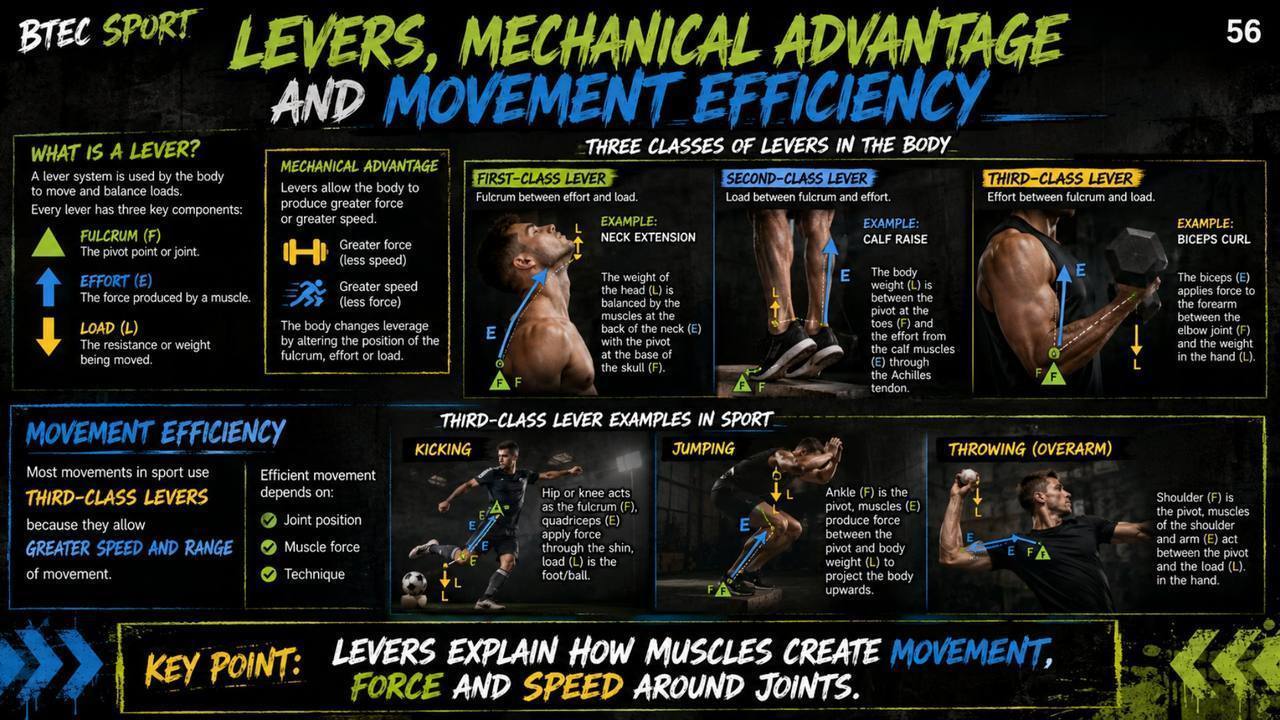 BTEC SPORT
LEVERS, MECHANICAL ADVANTAGE
AND MOVEMENT EFFICIENCY
56
WHAT IS A LEVER?
A lever system is used by the body
to move and balance loads.
Every lever has three key components:
FULCRUM (F)
The pivot point or joint.
EFFORT (E)
The force produced by a muscle.
LOAD (L)
The resistance or weight
being moved.
MECHANICAL ADVANTAGE
Levers allow the body to
produce greater force
or greater speed.
Greater force
(less speed)
Greater speed
(less force)
The body changes leverage
by altering the position of the
fulcrum, effort or load.
THREE CLASSES OF LEVERS IN THE BODY
FIRST-CLASS LEVER
Fulcrum between effort and load.
L
E
F
F
EXAMPLE:
NECK EXTENSION
The weight of
the head (L) is
balanced by the
muscles at the
back of the neck (E)
with the pivot
at the base of
the skull (F).
SECOND-CLASS LEVER
Load between fulcrum and effort.
L
E
F
F
EXAMPLE:
CALF RAISE
The body
weight (L) is
between the
pivot at the
toes (F) and
the effort from
the calf muscles
(E) through
the Achilles
tendon.
THIRD-CLASS LEVER
Effort between fulcrum and load.
E
L
F
F
EXAMPLE:
BICEPS CURL
The biceps (E)
applies force to
the forearm
between the
elbow joint (F)
and the weight
in the hand (L).
MOVEMENT EFFICIENCY
Most movements in sport use
THIRD-CLASS LEVERS
because they allow
GREATER SPEED AND RANGE
of movement.
Efficient movement
depends on:
Joint position
Muscle force
Technique
THIRD-CLASS LEVER EXAMPLES IN SPORT
KICKING
E
E
E
E
L
Hip or knee acts
as the fulcrum (F),
quadriceps (E)
apply force
through the shin,
load (L) is the
foot/ball.
JUMPING
L
E
F
F
Ankle (F) is the
pivot, muscles (E)
produce force
between the
pivot and body
weight (L) to
project the body
upwards.
THROWING (OVERARM)
L
E
E
F
F
Shoulder (F) is
the pivot, muscles
of the shoulder
and arm (E) act
between the pivot
and the load (L).
in the hand.
KEY POINT:
LEVERS EXPLAIN HOW MUSCLES CREATE MOVEMENT,
FORCE AND SPEED AROUND JOINTS.